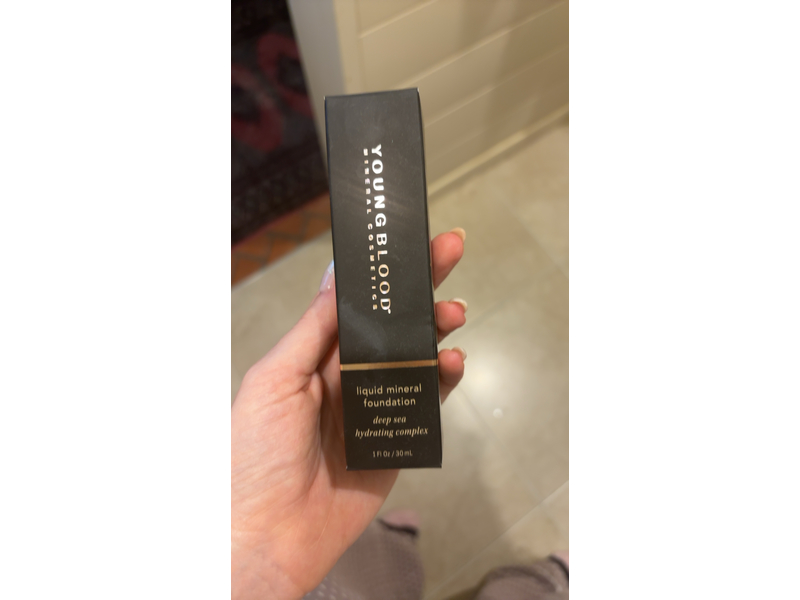 YOUNGBLOOD
MINERAL COSMETICS
liquid mineral
foundation
deep sea
hydrating complex
1 Fl Oz / 30 mL